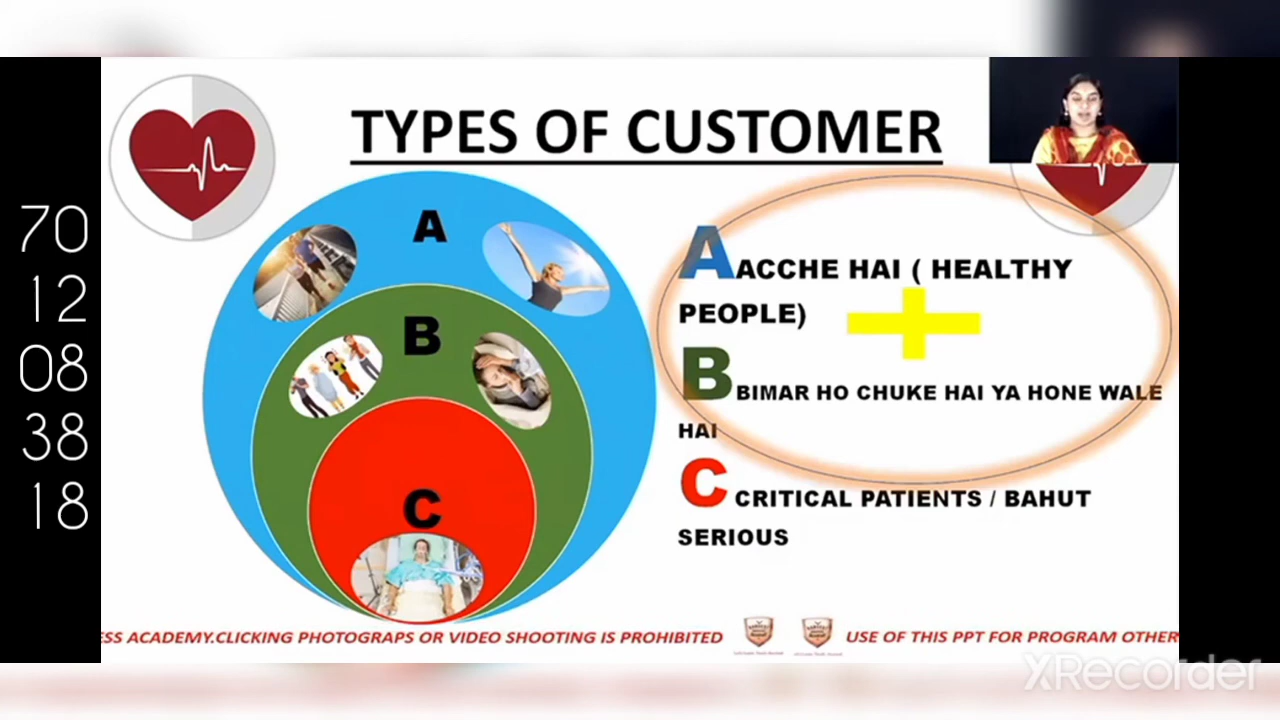 TYPES OF CUSTOMER
70
12
08
38
18
A
B
C
AACCHE HAI ( HEALTHY
PEOPLE)
BBIMAR HO CHUKE HAI YA HONE WALE
HAI
CCRITICAL PATIENTS / BAHUT
SERIOUS
ESS ACADEMY.CLICKING PHOTOGRAPS OR VIDEO SHOOTING IS PROHIBITED
USE OF THIS PPT FOR PROGRAM OTHER
XRecorder